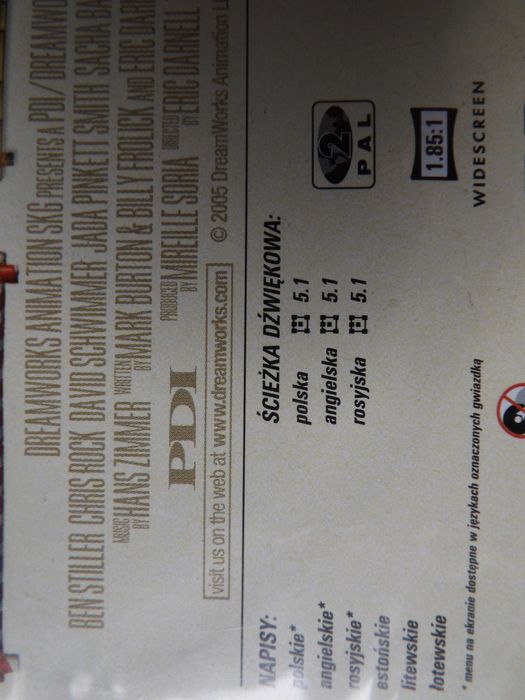 DREAMWORKS ANIMATION SKG PRESENTS A PDI/DREAMWO
BEN STILLER CHRIS ROCK DAVID SCHWIMMER JADA PINKETT SMITH SACHA BA
MUSIC BY HANS ZIMMER WRITTEN BY MARK BURTON & BILLY FROLICK AND ERIC DAR
PRODUCED BY MIREILLE SORIA DIRECTED BY ERIC DARNELL
PDI
visit us on the web at www.dreamworks.com
© 2005 DreamWorks Animation L
NAPISY:
polskie*
angielskie*
rosyjskie*
estońskie
litewskie
łotewskie
ŚCIEŻKA DŹWIĘKOWA:
polska 5.1
angielska 5.1
rosyjska 5.1
2
PAL
1.85:1
WIDESCREEN
* menu na ekranie dostępne w językach oznaczonych gwiazdką